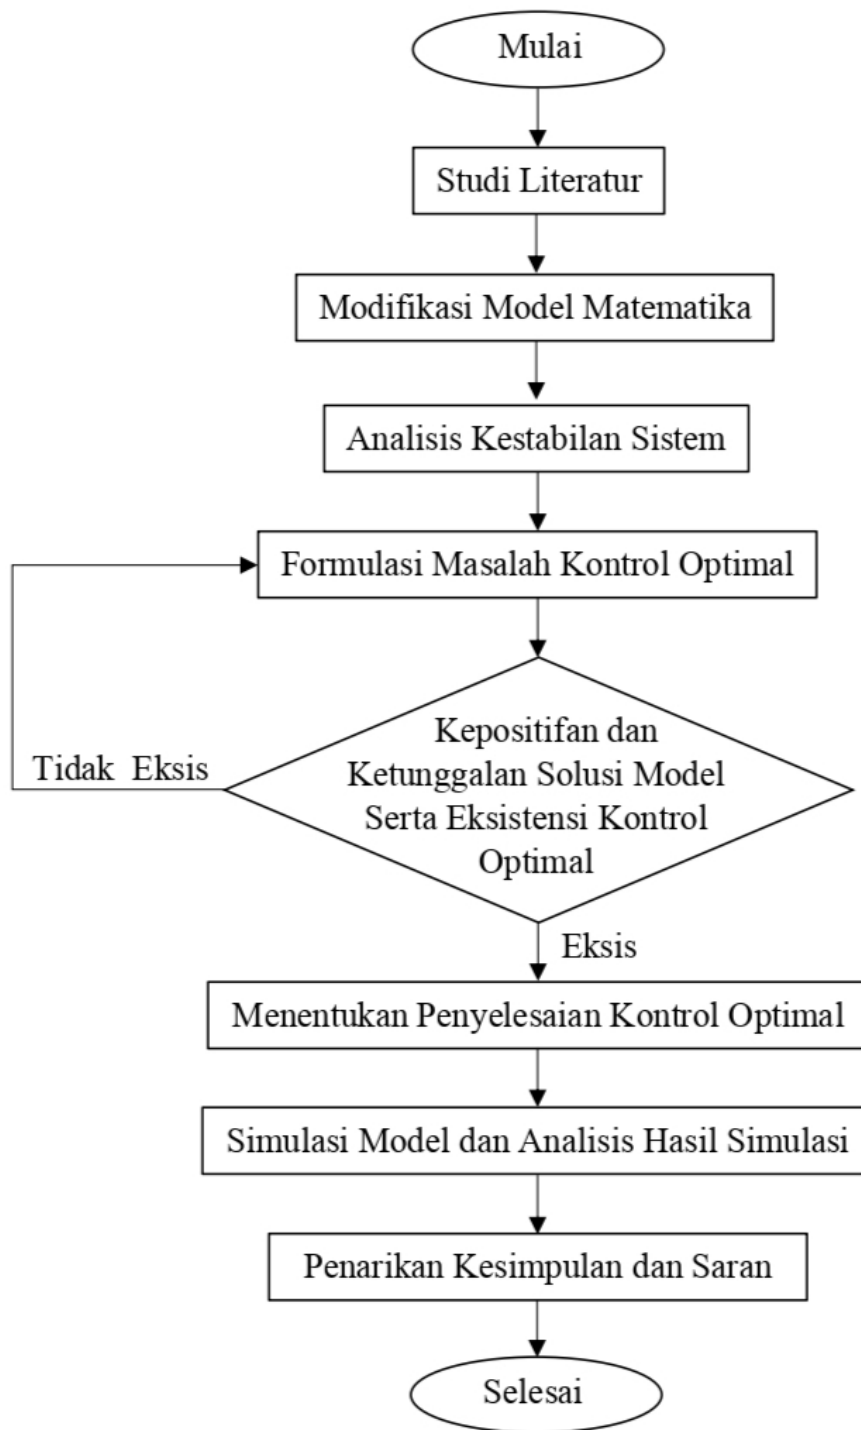 Mulai
Studi Literatur
Modifikasi Model Matematika
Analisis Kestabilan Sistem
Formulasi Masalah Kontrol Optimal
Kepositifan dan
Ketunggalan Solusi Model
Serta Eksistensi Kontrol
Optimal
Tidak Eksis
Eksis
Menentukan Penyelesaian Kontrol Optimal
Simulasi Model dan Analisis Hasil Simulasi
Penarikan Kesimpulan dan Saran
Selesai